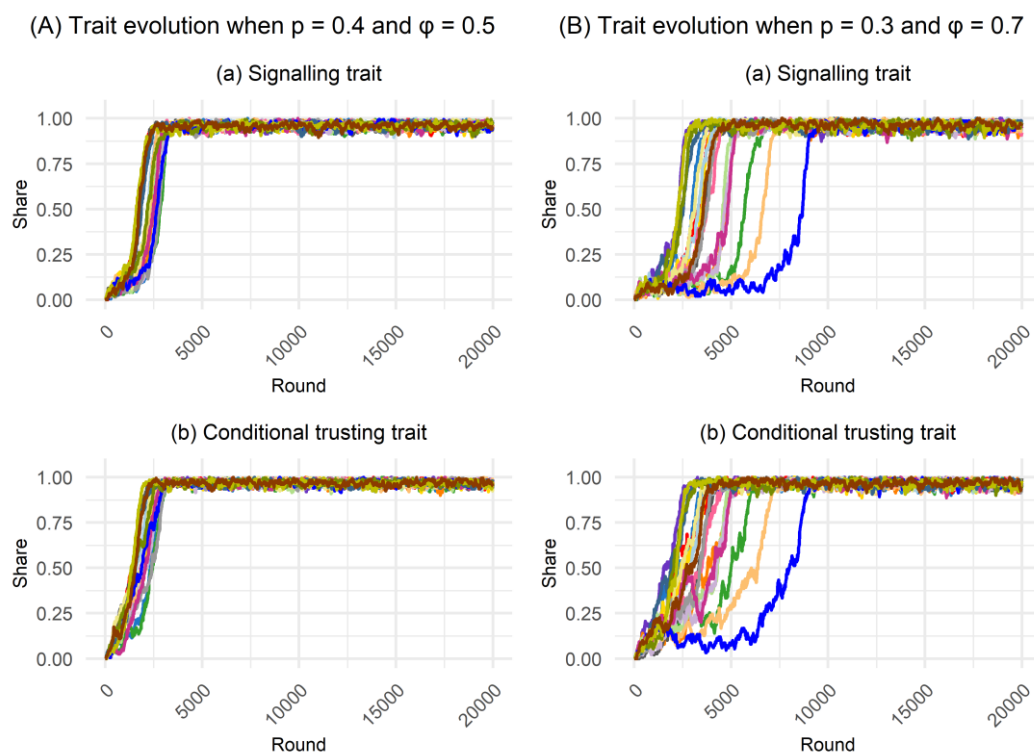 (A) Trait evolution when p = 0.4 and φ = 0.5
(a) Signalling trait
1.00
0.75
0.50
0.25
0.00
Share
0
5000
10000
15000
20000
Round
(b) Conditional trusting trait
1.00
0.75
0.50
0.25
0.00
Share
0
5000
10000
15000
20000
Round
(B) Trait evolution when p = 0.3 and φ = 0.7
(a) Signalling trait
1.00
0.75
0.50
0.25
0.00
Share
0
5000
10000
15000
20000
Round
(b) Conditional trusting trait
1.00
0.75
0.50
0.25
0.00
Share
0
5000
10000
15000
20000
Round